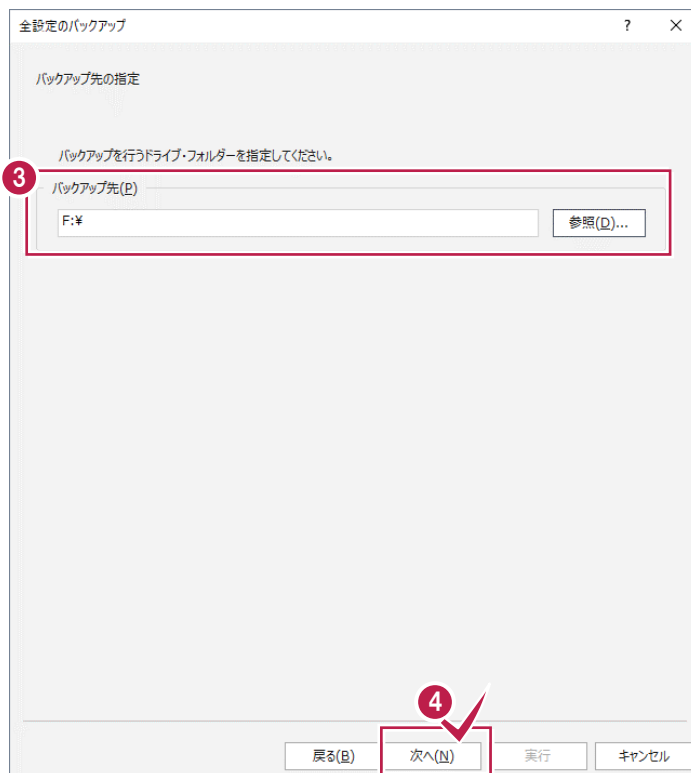 全設定のバックアップ ? ×
バックアップ先の指定
バックアップを行うドライブ・フォルダーを指定してください。
3
バックアップ先(P)
F:¥ 参照(D)...
4
戻る(B) 次へ(N) 実行 キャンセル